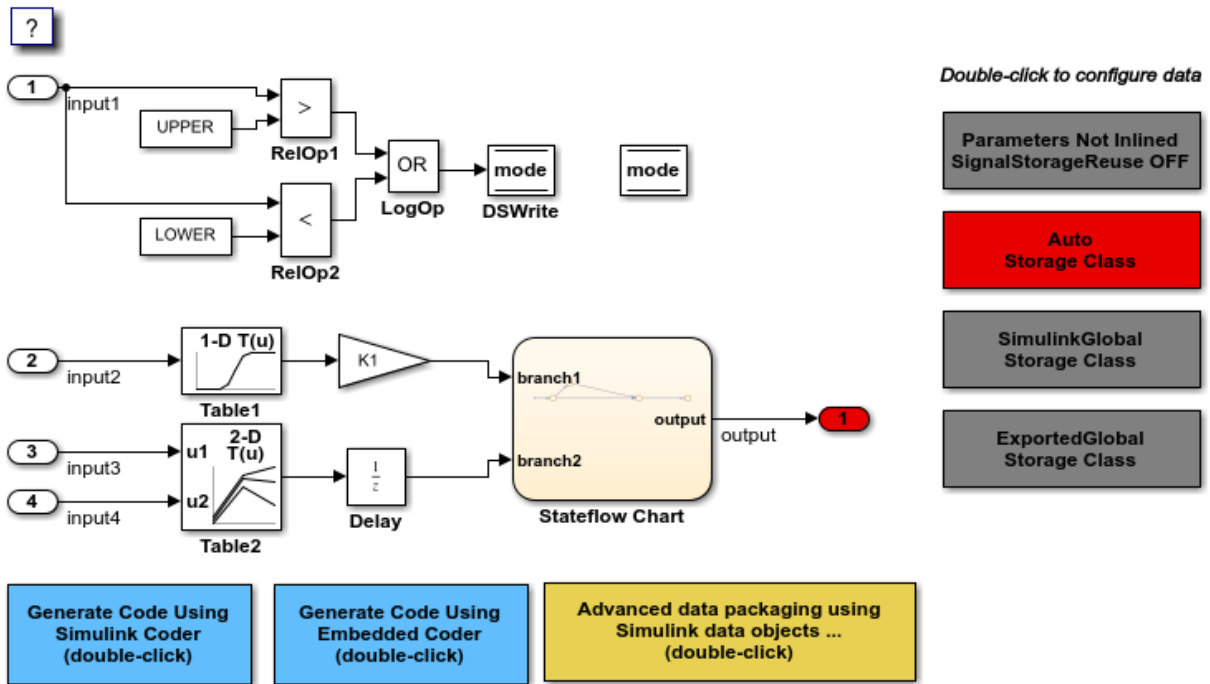 ?
1
input1
UPPER
>
RelOp1
OR
LogOp
mode
DSWrite
mode
LOWER
<
RelOp2
Double-click to configure data
Parameters Not Inlined
SignalStorageReuse OFF
Auto
Storage Class
SimulinkGlobal
Storage Class
ExportedGlobal
Storage Class
2
input2
1-D T(u)
Table1
K1
3
input3
4
input4
u1
u2
2-D
T(u)
Table2
1
z
Delay
branch1
branch2
output
Stateflow Chart
output
1
Generate Code Using
Simulink Coder
(double-click)
Generate Code Using
Embedded Coder
(double-click)
Advanced data packaging using
Simulink data objects ...
(double-click)